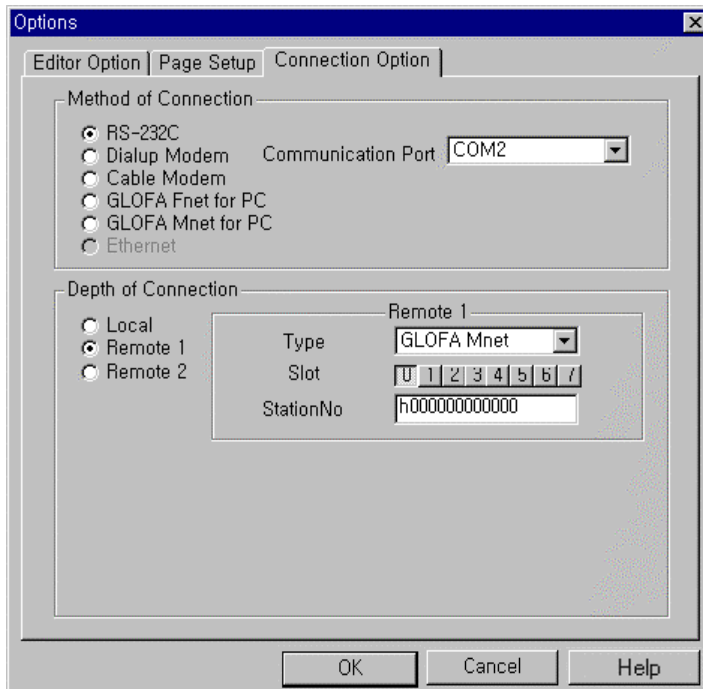 Options
Editor Option Page Setup Connection Option
Method of Connection
RS-232C
Dialup Modem Communication Port COM2
Cable Modem
GLOFA Fnet for PC
GLOFA Mnet for PC
Ethernet
Depth of Connection
Local
Remote 1
Remote 2
Remote 1
Type GLOFA Mnet
Slot 0 1 2 3 4 5 6 7
StationNo h000000000000
OK Cancel Help